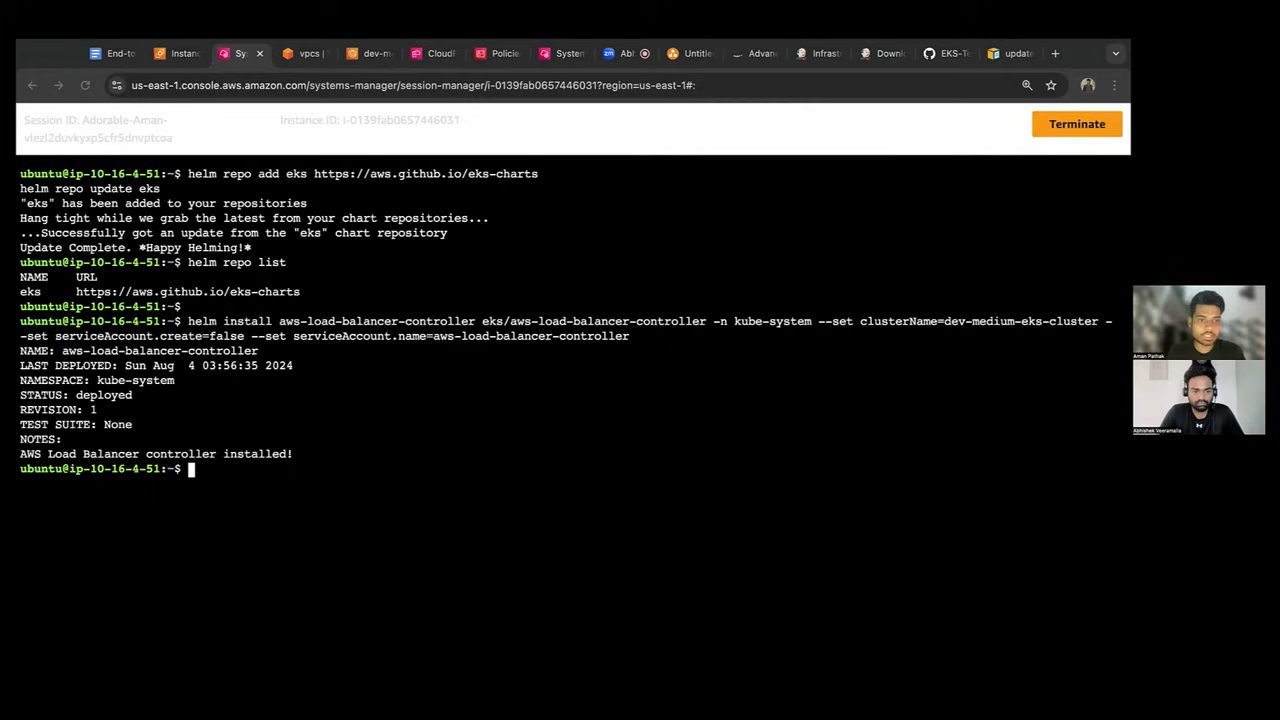 End-to
Instanc
Sy
vpcs |
dev-m
CloudF
Policie
System
Ab
Untitle
Advan
Infrast
Downl
EKS-Te
update
us-east-1.console.aws.amazon.com/systems-manager/session-manager/i-0139fab0657446031?region=us-east-1#:
Session ID: Adorable-Aman-
vlezl2duvkyxp5cfr5dnvptcoa
Instance ID: i-0139fab0657446031
Terminate
ubuntu@ip-10-16-4-51:~$ helm repo add eks https://aws.github.io/eks-charts
helm repo update eks
"eks" has been added to your repositories
Hang tight while we grab the latest from your chart repositories...
...Successfully got an update from the "eks" chart repository
Update Complete. ⎈Happy Helming!⎈
ubuntu@ip-10-16-4-51:~$ helm repo list
NAME    URL
eks     https://aws.github.io/eks-charts
ubuntu@ip-10-16-4-51:~$
ubuntu@ip-10-16-4-51:~$ helm install aws-load-balancer-controller eks/aws-load-balancer-controller -n kube-system --set clusterName=dev-medium-eks-cluster -
-set serviceAccount.create=false --set serviceAccount.name=aws-load-balancer-controller
NAME: aws-load-balancer-controller
LAST DEPLOYED: Sun Aug  4 03:56:35 2024
NAMESPACE: kube-system
STATUS: deployed
REVISION: 1
TEST SUITE: None
NOTES:
AWS Load Balancer controller installed!
ubuntu@ip-10-16-4-51:~$
Aman Pathak
Abhishek Veeramalla